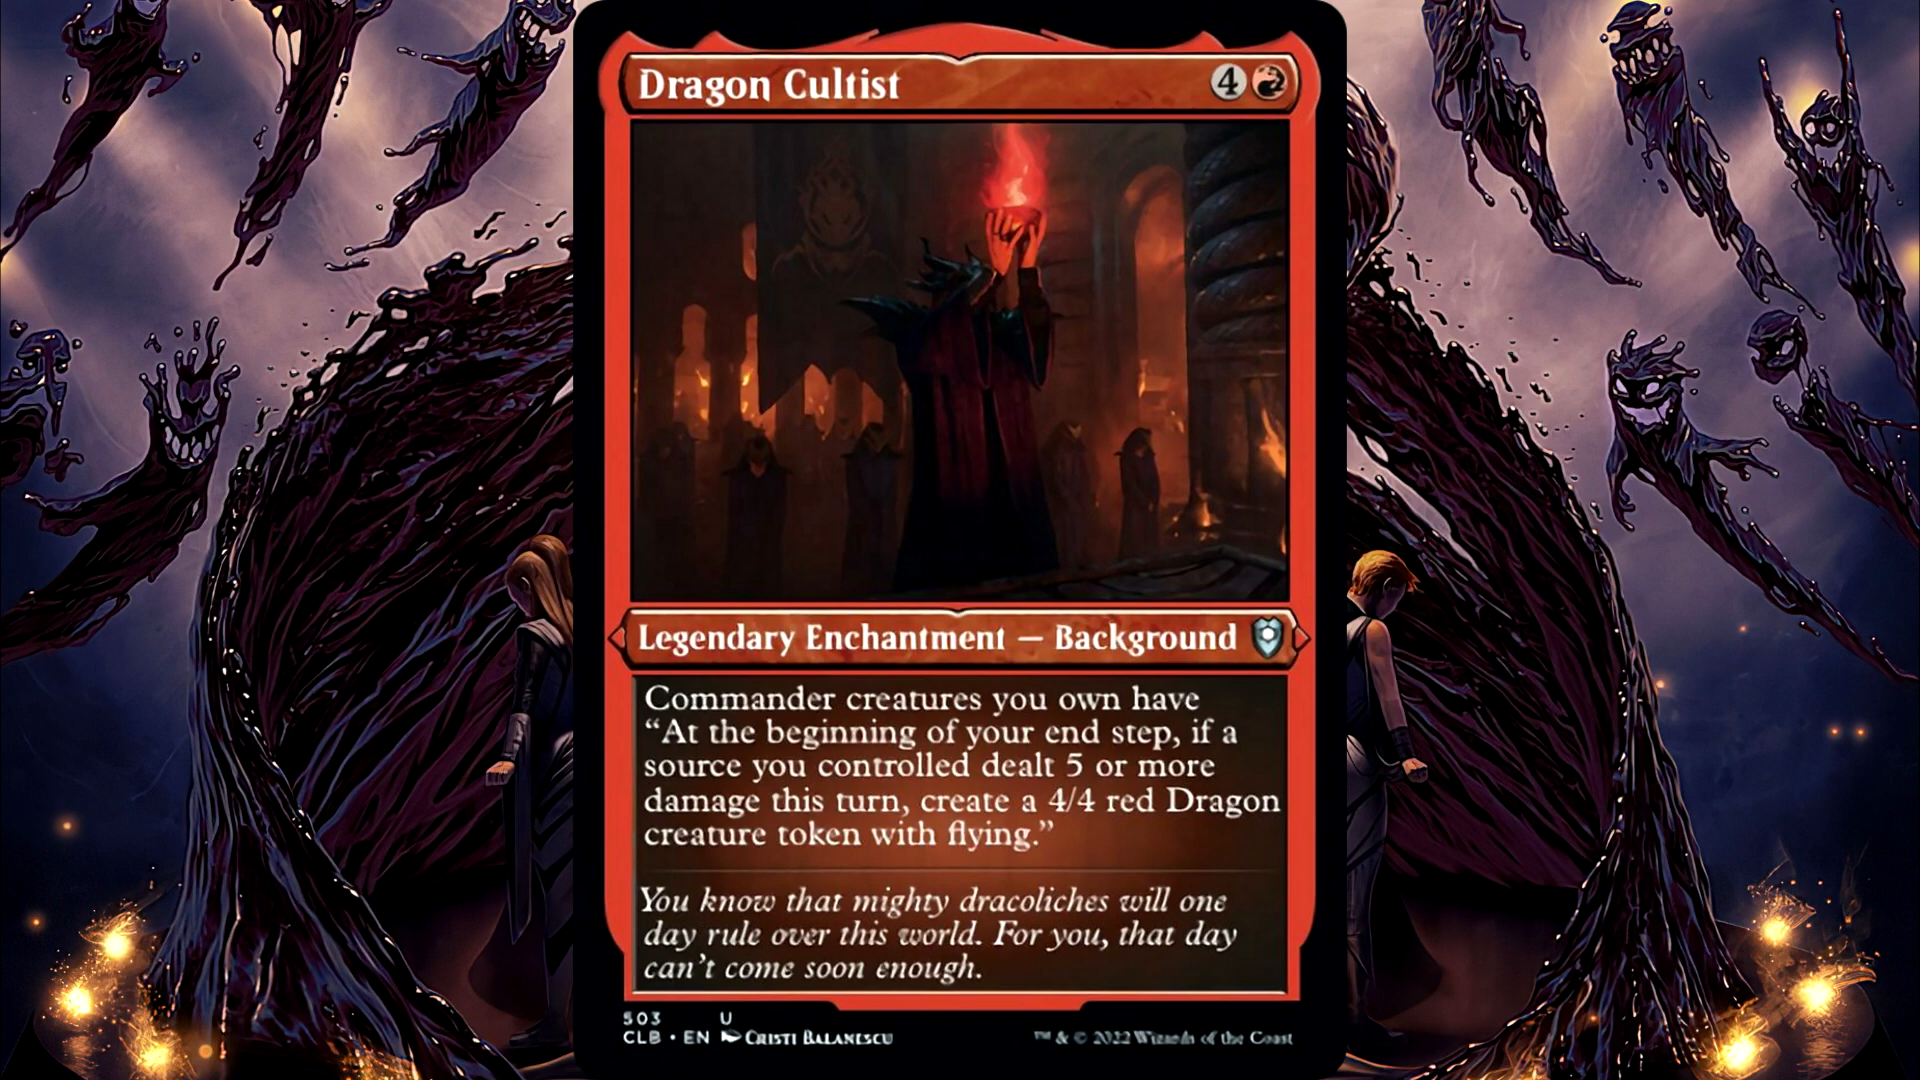 Dragon Cultist 4
Legendary Enchantment — Background
Commander creatures you own have
“At the beginning of your end step, if a
source you controlled dealt 5 or more
damage this turn, create a 4/4 red Dragon
creature token with flying.”
You know that mighty dracoliches will one
day rule over this world. For you, that day
can’t come soon enough.
503 U
CLB • EN Cristi Balanescu ™ & © 2022 Wizards of the Coast